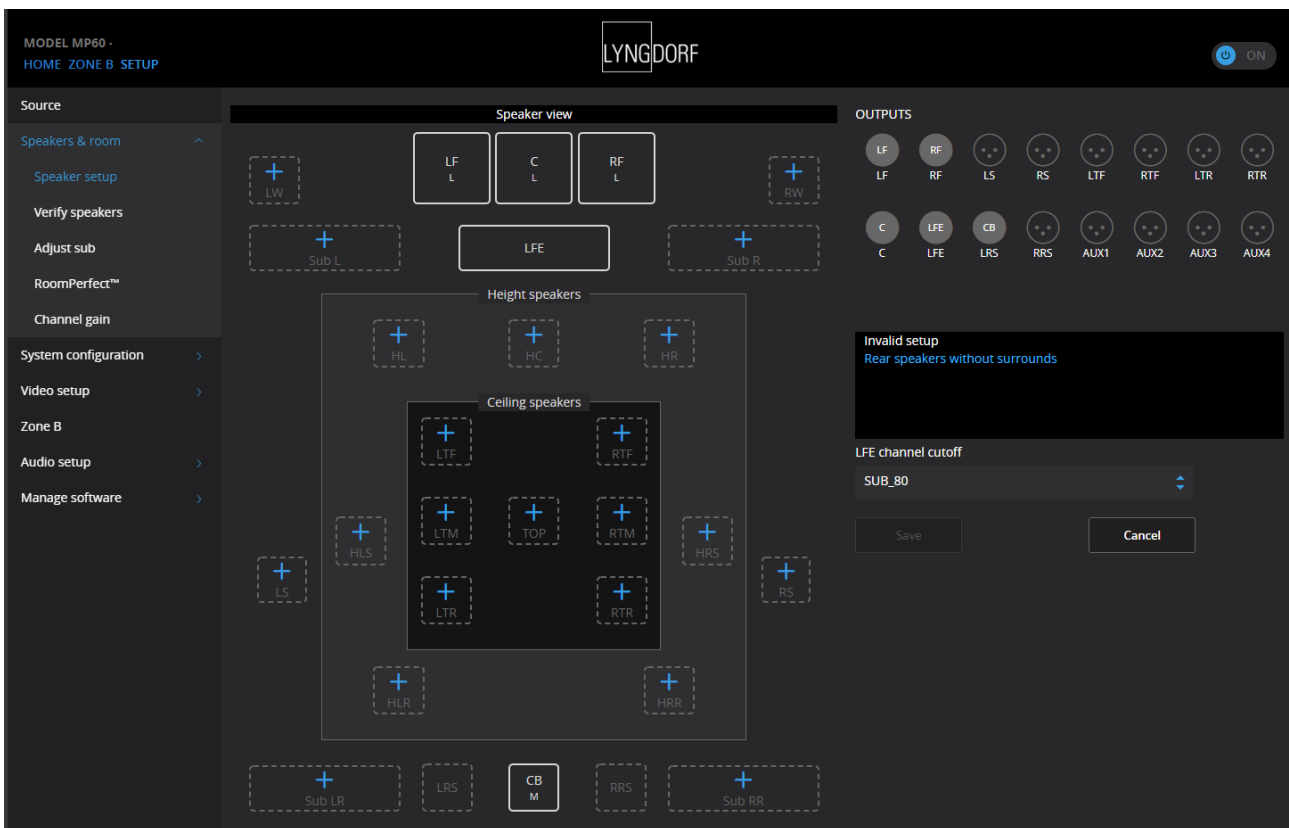 MODEL MP60 -
HOME ZONE B SETUP
LYNGDORF
ON
Source
Speakers & room
Speaker setup
Verify speakers
Adjust sub
RoomPerfect™
Channel gain
System configuration
Video setup
Zone B
Audio setup
Manage software
Speaker view
LF
L
C
L
RF
L
LW
RW
Sub L
LFE
Sub R
Height speakers
HL
HC
HR
Ceiling speakers
LTF
RTF
LTM
TOP
RTM
HLS
HRS
LS
RS
LTR
RTR
HLR
HRR
Sub LR
LRS
CB
M
RRS
Sub RR
OUTPUTS
LF RF
LF RF LS RS LTF RTF LTR RTR
C LFE CB
C LFE LRS RRS AUX1 AUX2 AUX3 AUX4
Invalid setup
Rear speakers without surrounds
LFE channel cutoff
SUB_80
Save
Cancel